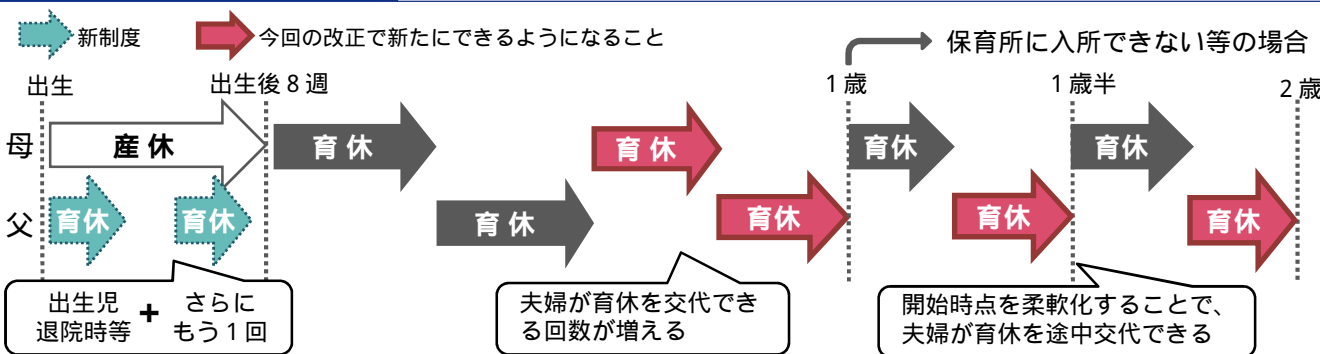 新制度
今回の改正で新たにできるようになること
保育所に入所できない等の場合
出生
出生後8週
1歳
1歳半
2歳
母
産休
育休
育休
育休
育休
父
育休
育休
育休
育休
育休
育休
出生児
退院時等
+
さらに
もう1回
夫婦が育休を交代でき
る回数が増える
開始時点を柔軟化することで、
夫婦が育休を途中交代できる